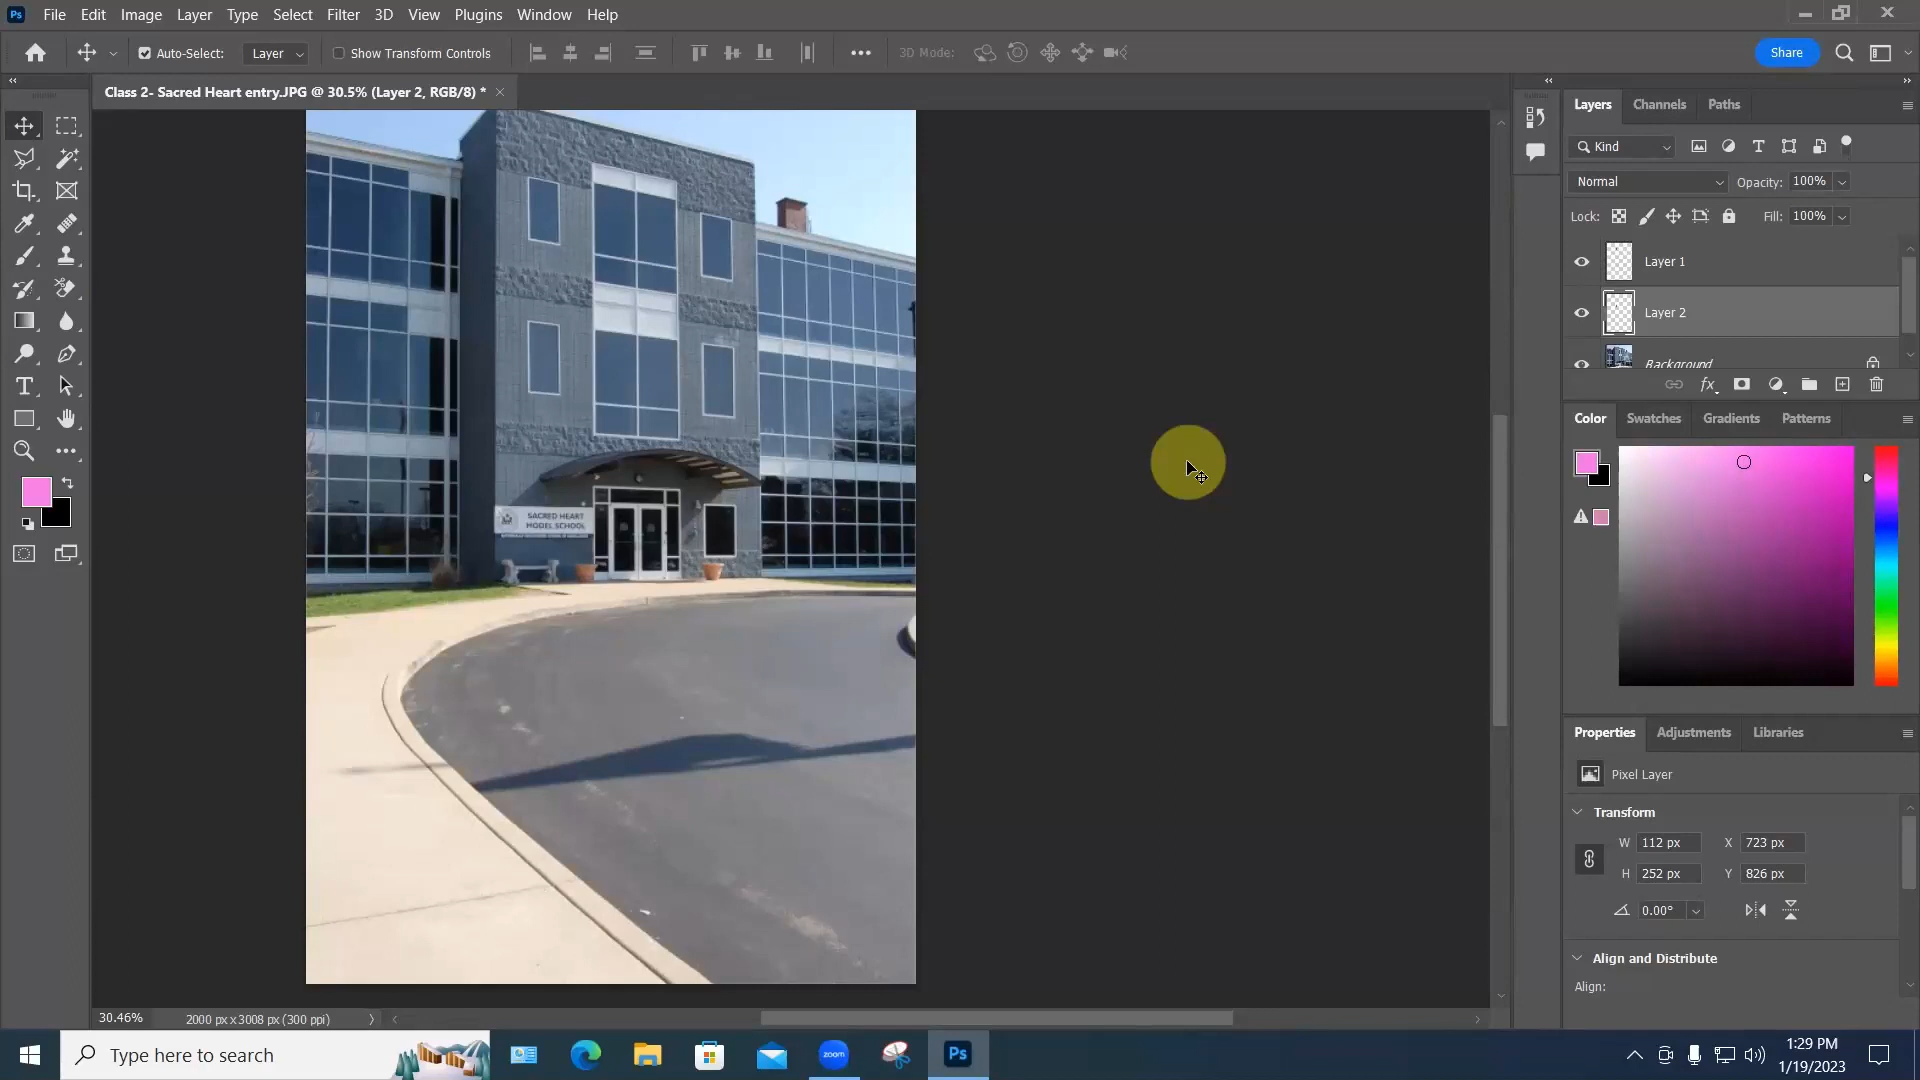 File Edit Image Layer Type Select Filter 3D View Plugins Window Help
Auto-Select: Layer Show Transform Controls 3D Mode: Share
Class 2- Sacred Heart entry.JPG @ 30.5% (Layer 2, RGB/8) *
Layers Channels Paths
Kind
Normal Opacity: 100%
Lock: Fill: 100%
Layer 1
Layer 2
Background
Color Swatches Gradients Patterns
SACRED HEART
MODEL SCHOOL
Properties Adjustments Libraries
Pixel Layer
Transform
W 112 px X 723 px
H 252 px Y 826 px
0.00°
Align and Distribute
Align:
30.46% 2000 px x 3008 px (300 ppi)
Type here to search
zoom
Ps
1:29 PM
1/19/2023